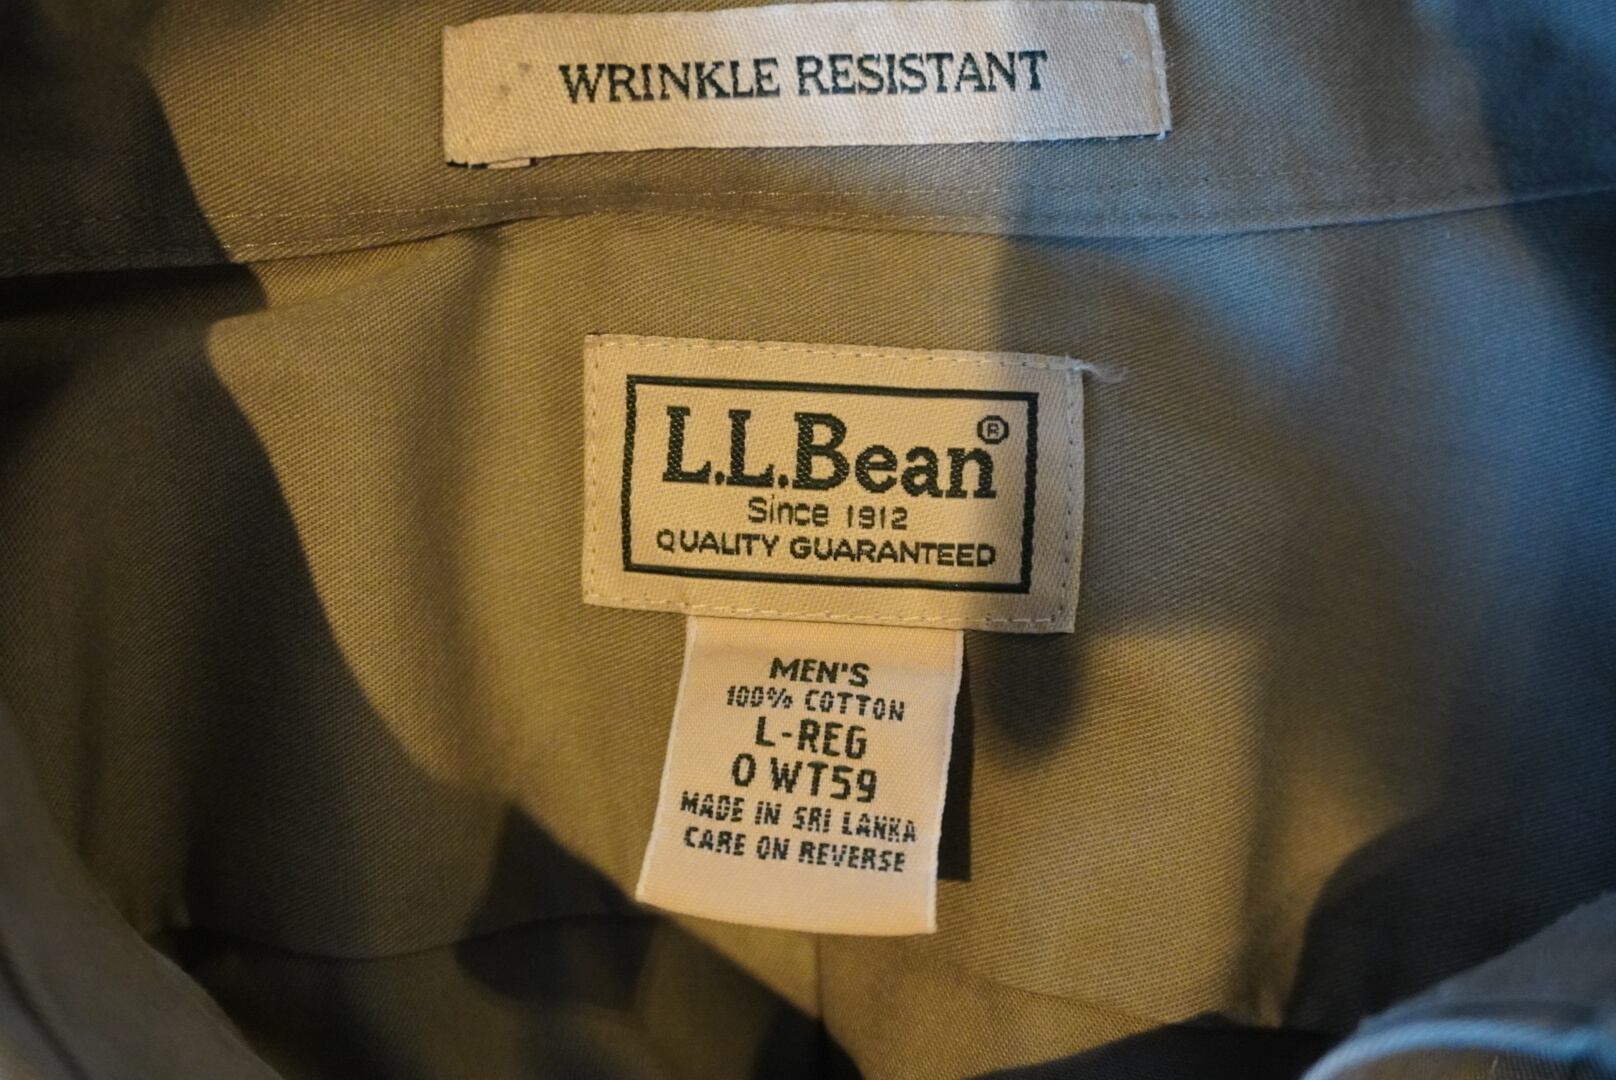 WRINKLE RESISTANT
L.L.Bean®
Since 1912
QUALITY GUARANTEED
MEN'S
100% COTTON
L-REG
0 WT59
MADE IN SRI LANKA
CARE ON REVERSE